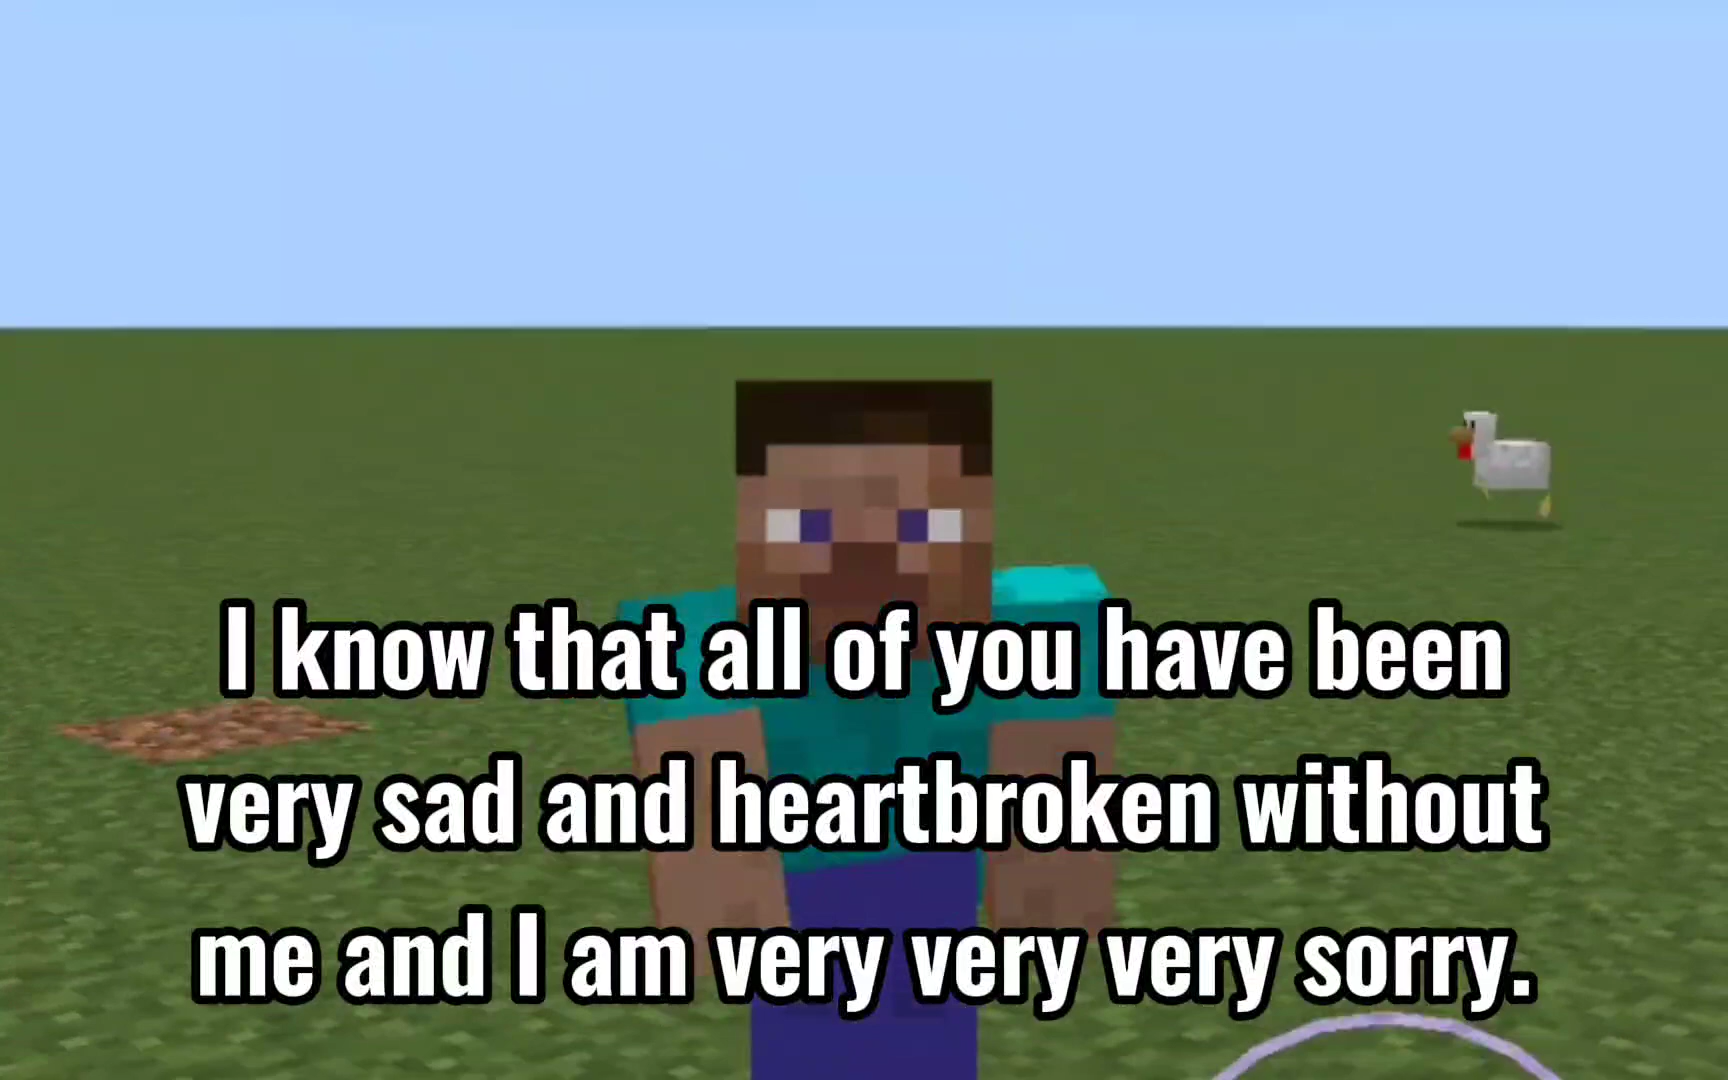 I know that all of you have been
very sad and heartbroken without
me and I am very very very sorry.